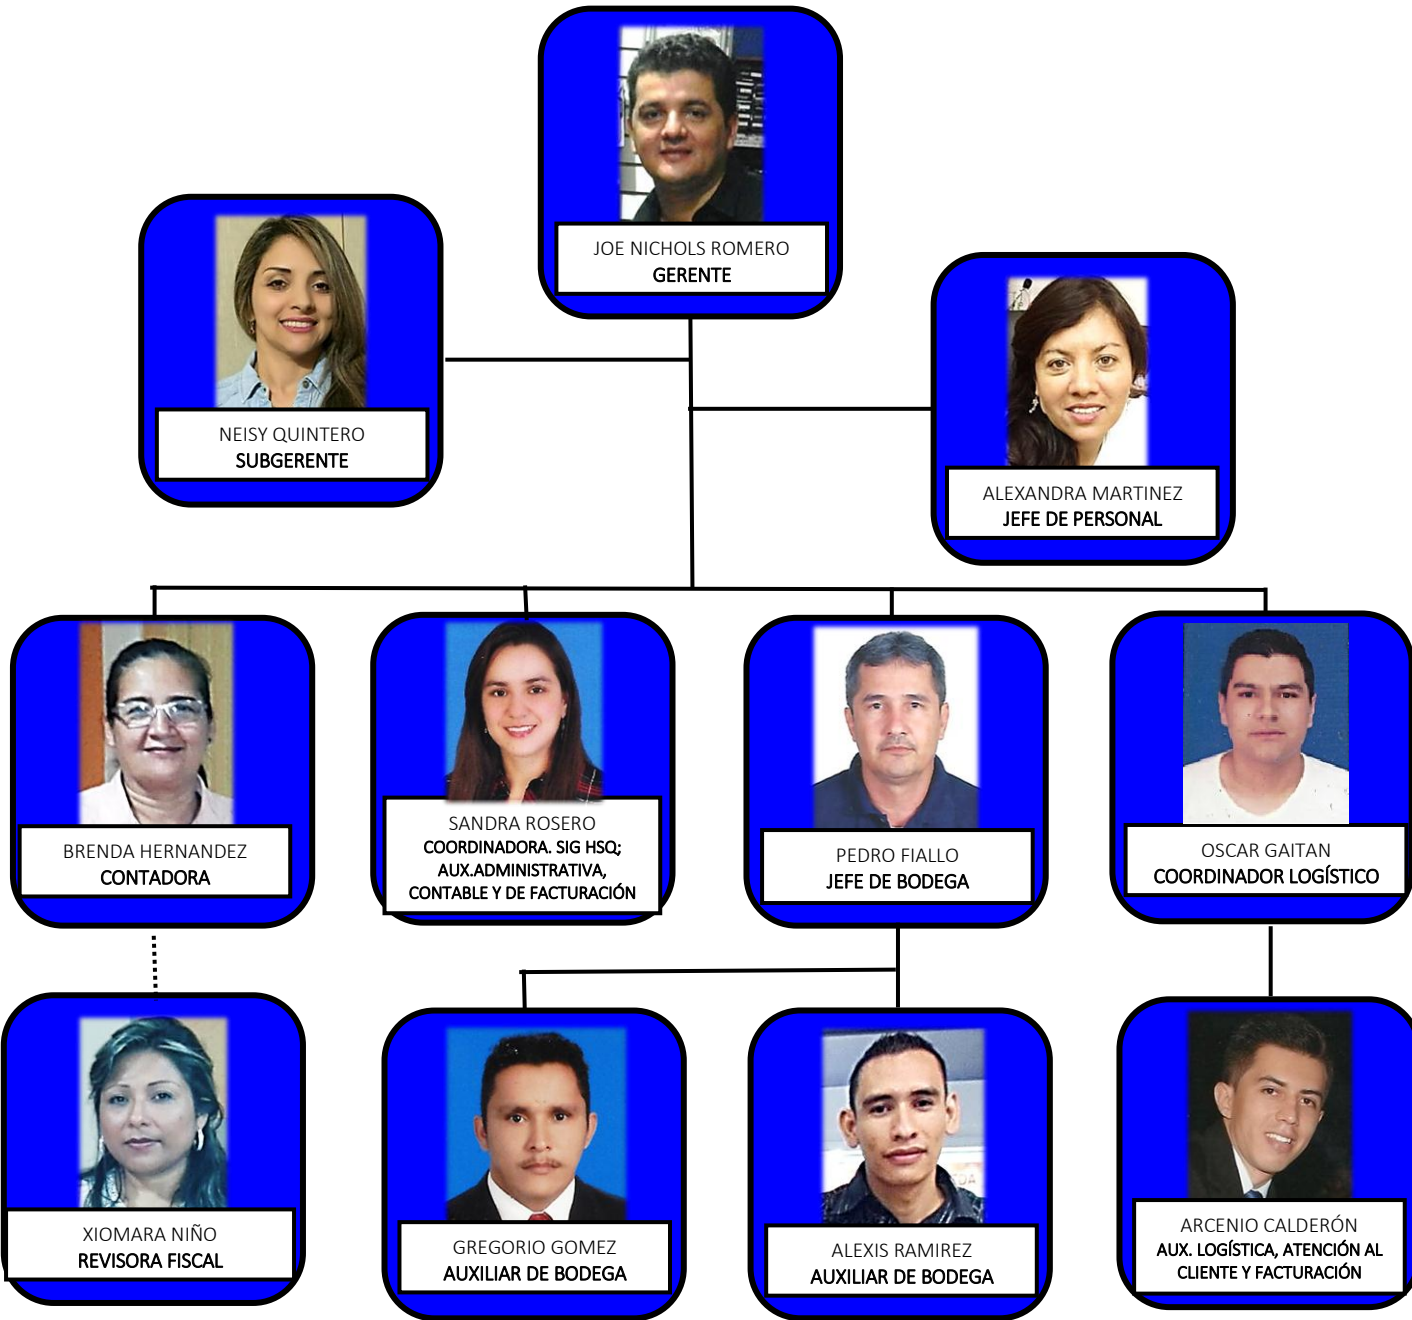 JOE NICHOLS ROMERO
GERENTE
NEISY QUINTERO
SUBGERENTE
ALEXANDRA MARTINEZ
JEFE DE PERSONAL
BRENDA HERNANDEZ
CONTADORA
SANDRA ROSERO
COORDINADORA. SIG HSQ;
AUX.ADMINISTRATIVA,
CONTABLE Y DE FACTURACIÓN
PEDRO FIALLO
JEFE DE BODEGA
OSCAR GAITAN
COORDINADOR LOGÍSTICO
XIOMARA NIÑO
REVISORA FISCAL
GREGORIO GOMEZ
AUXILIAR DE BODEGA
ALEXIS RAMIREZ
AUXILIAR DE BODEGA
ARCENIO CALDERÓN
AUX. LOGÍSTICA, ATENCIÓN AL
CLIENTE Y FACTURACIÓN